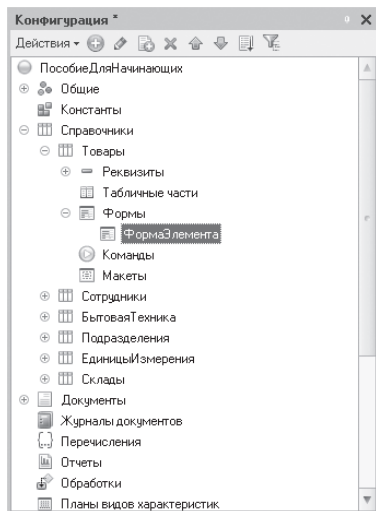 Конфигурация *
Действия
ПособиеДляНачинающих
Общие
Константы
Справочники
Товары
Реквизиты
Табличные части
Формы
ФормаЭлемента
Команды
Макеты
Сотрудники
БытоваяТехника
Подразделения
ЕдиницыИзмерения
Склады
Документы
Журналы документов
Перечисления
Отчеты
Обработки
Планы видов характеристик